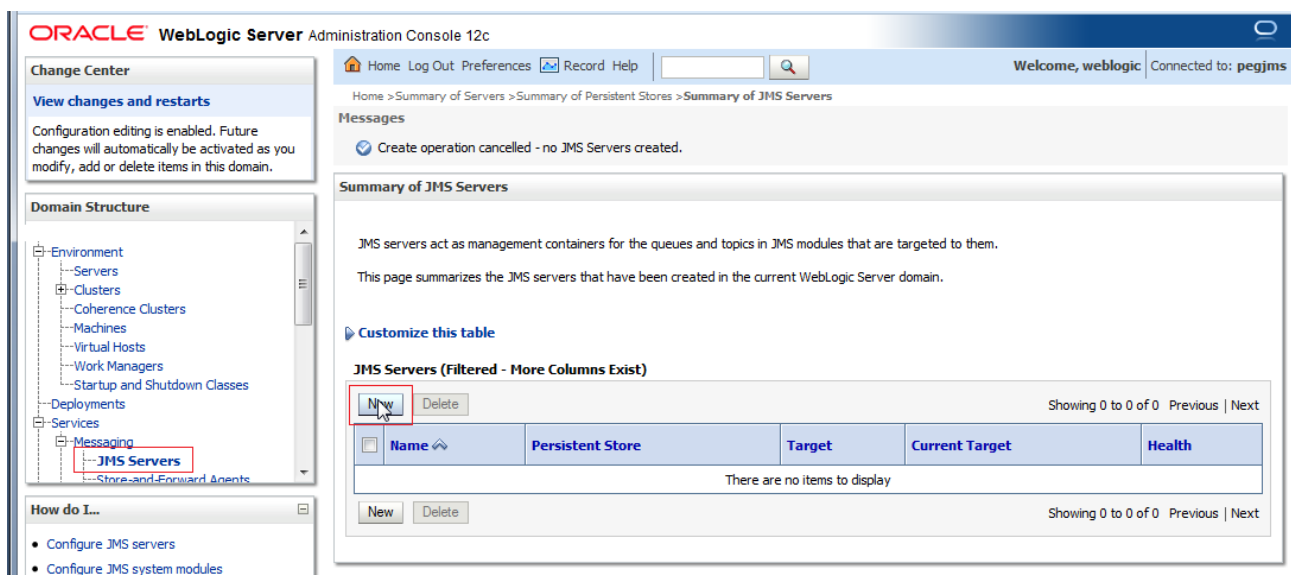 ORACLE WebLogic Server Administration Console 12c
Change Center
View changes and restarts
Configuration editing is enabled. Future
changes will automatically be activated as you
modify, add or delete items in this domain.
Domain Structure
Environment
Servers
Clusters
Coherence Clusters
Machines
Virtual Hosts
Work Managers
Startup and Shutdown Classes
Deployments
Services
Messaging
JMS Servers
Store-and-Forward Agents
How do I...
Configure JMS servers
Configure JMS system modules
Home Log Out Preferences Record Help
Welcome, weblogic Connected to: pegjms
Home >Summary of Servers >Summary of Persistent Stores >Summary of JMS Servers
Messages
Create operation cancelled - no JMS Servers created.
Summary of JMS Servers
JMS servers act as management containers for the queues and topics in JMS modules that are targeted to them.
This page summarizes the JMS servers that have been created in the current WebLogic Server domain.
Customize this table
JMS Servers (Filtered - More Columns Exist)
New Delete Showing 0 to 0 of 0 Previous | Next
Name Persistent Store Target Current Target Health
There are no items to display
New Delete Showing 0 to 0 of 0 Previous | Next